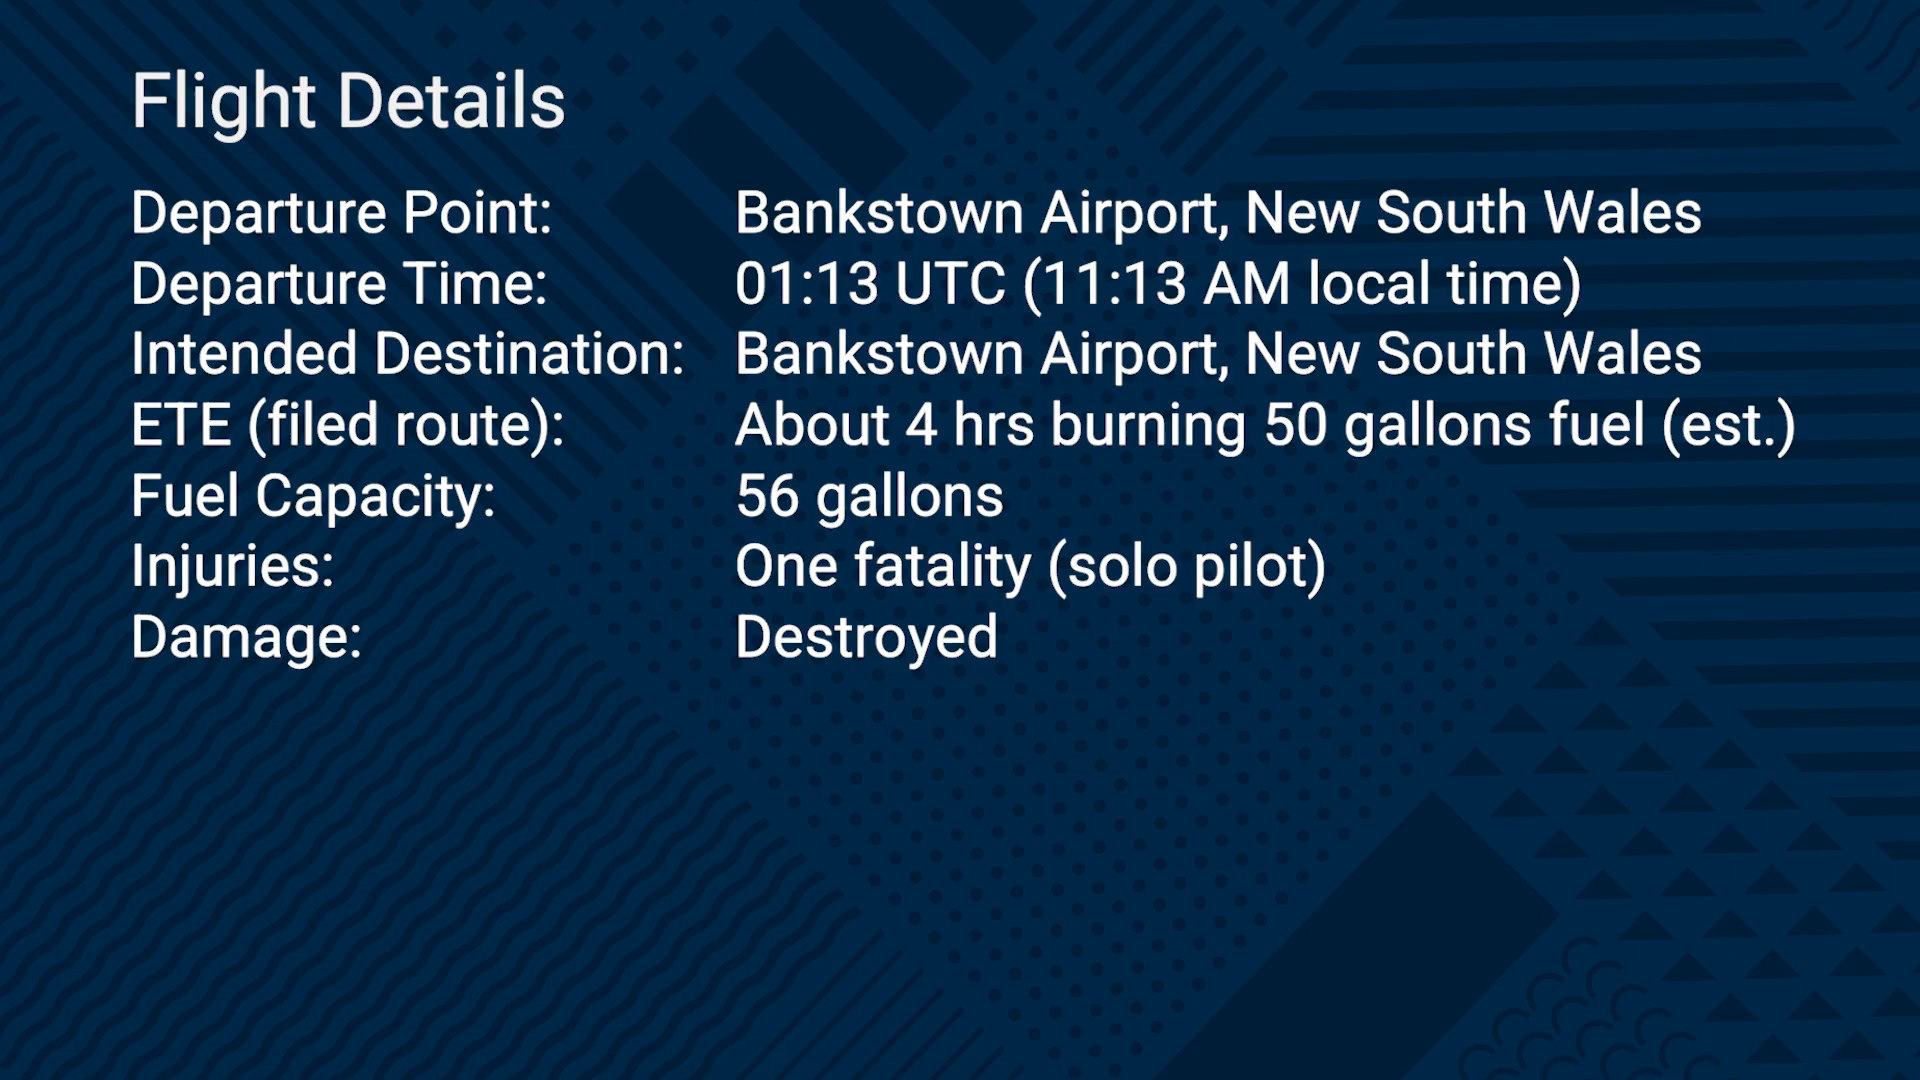 Flight Details
Departure Point: Bankstown Airport, New South Wales
Departure Time: 01:13 UTC (11:13 AM local time)
Intended Destination: Bankstown Airport, New South Wales
ETE (filed route): About 4 hrs burning 50 gallons fuel (est.)
Fuel Capacity: 56 gallons
Injuries: One fatality (solo pilot)
Damage: Destroyed